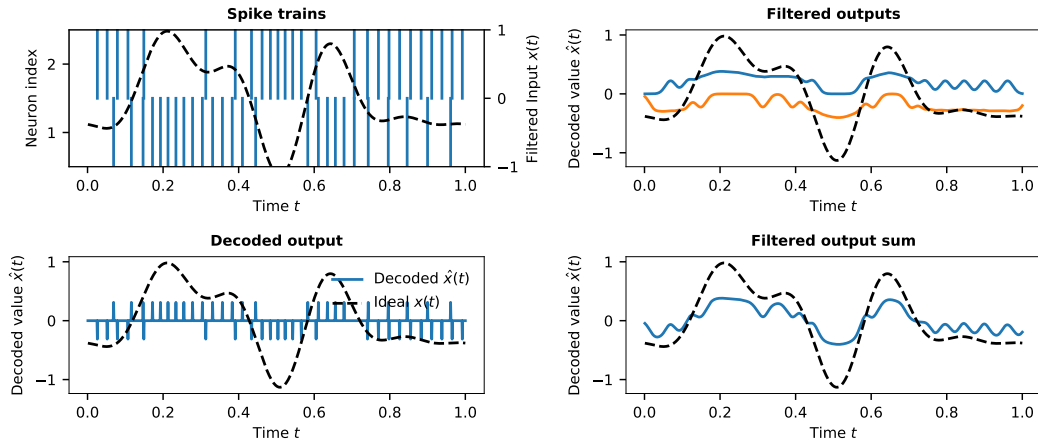 Spike trains
Neuron index
2
1
Filtered Input x(t)
1
0
−1
0.0 0.2 0.4 0.6 0.8 1.0
Time t
Filtered outputs
Decoded value x̂(t)
1
0
−1
0.0 0.2 0.4 0.6 0.8 1.0
Time t
Decoded output
Decoded value x̂(t)
1
0
−1
Decoded x̂(t)
Ideal x(t)
0.0 0.2 0.4 0.6 0.8 1.0
Time t
Filtered output sum
Decoded value x̂(t)
1
0
−1
0.0 0.2 0.4 0.6 0.8 1.0
Time t